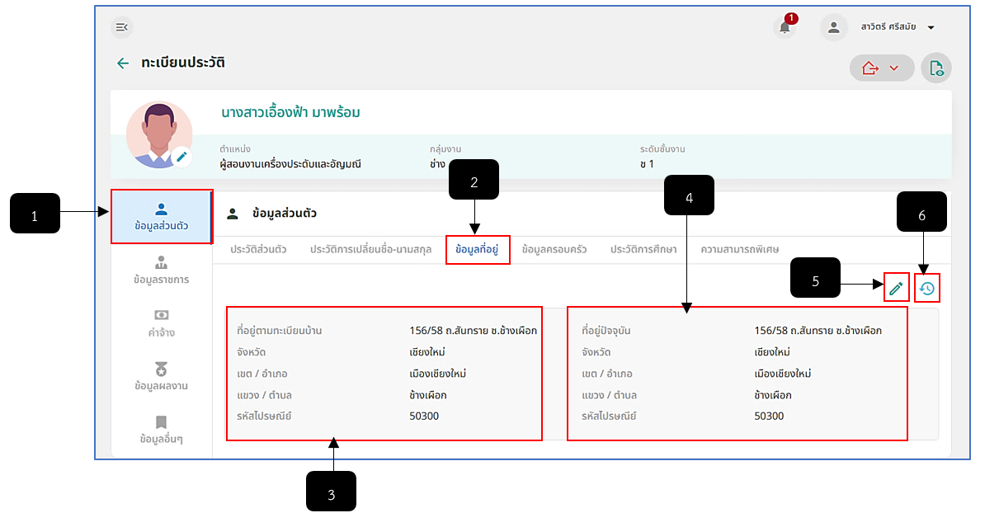 1
สาวิตรี ศรีสมัย
ทะเบียนประวัติ
นางสาวเอื้องฟ้า มาพร้อม
ตำแหน่ง กลุ่มงาน ระดับชั้นงาน
ผู้สอนงานเครื่องประดับและอัญมณี ช่าง ช 1
2
4
1
6
ข้อมูลส่วนตัว
ข้อมูลส่วนตัว
ประวัติส่วนตัว ประวัติการเปลี่ยนชื่อ-นามสกุล ข้อมูลที่อยู่ ข้อมูลครอบครัว ประวัติการศึกษา ความสามารถพิเศษ
ข้อมูลราชการ
5
ค่าจ้าง
ข้อมูลผลงาน
ข้อมูลอื่นๆ
ที่อยู่ตามทะเบียนบ้าน 156/58 ถ.สันทราย ซ.ช้างเผือก
จังหวัด เชียงใหม่
เขต / อำเภอ เมืองเชียงใหม่
แขวง / ตำบล ช้างเผือก
รหัสไปรษณีย์ 50300
ที่อยู่ปัจจุบัน 156/58 ถ.สันทราย ซ.ช้างเผือก
จังหวัด เชียงใหม่
เขต / อำเภอ เมืองเชียงใหม่
แขวง / ตำบล ช้างเผือก
รหัสไปรษณีย์ 50300
3